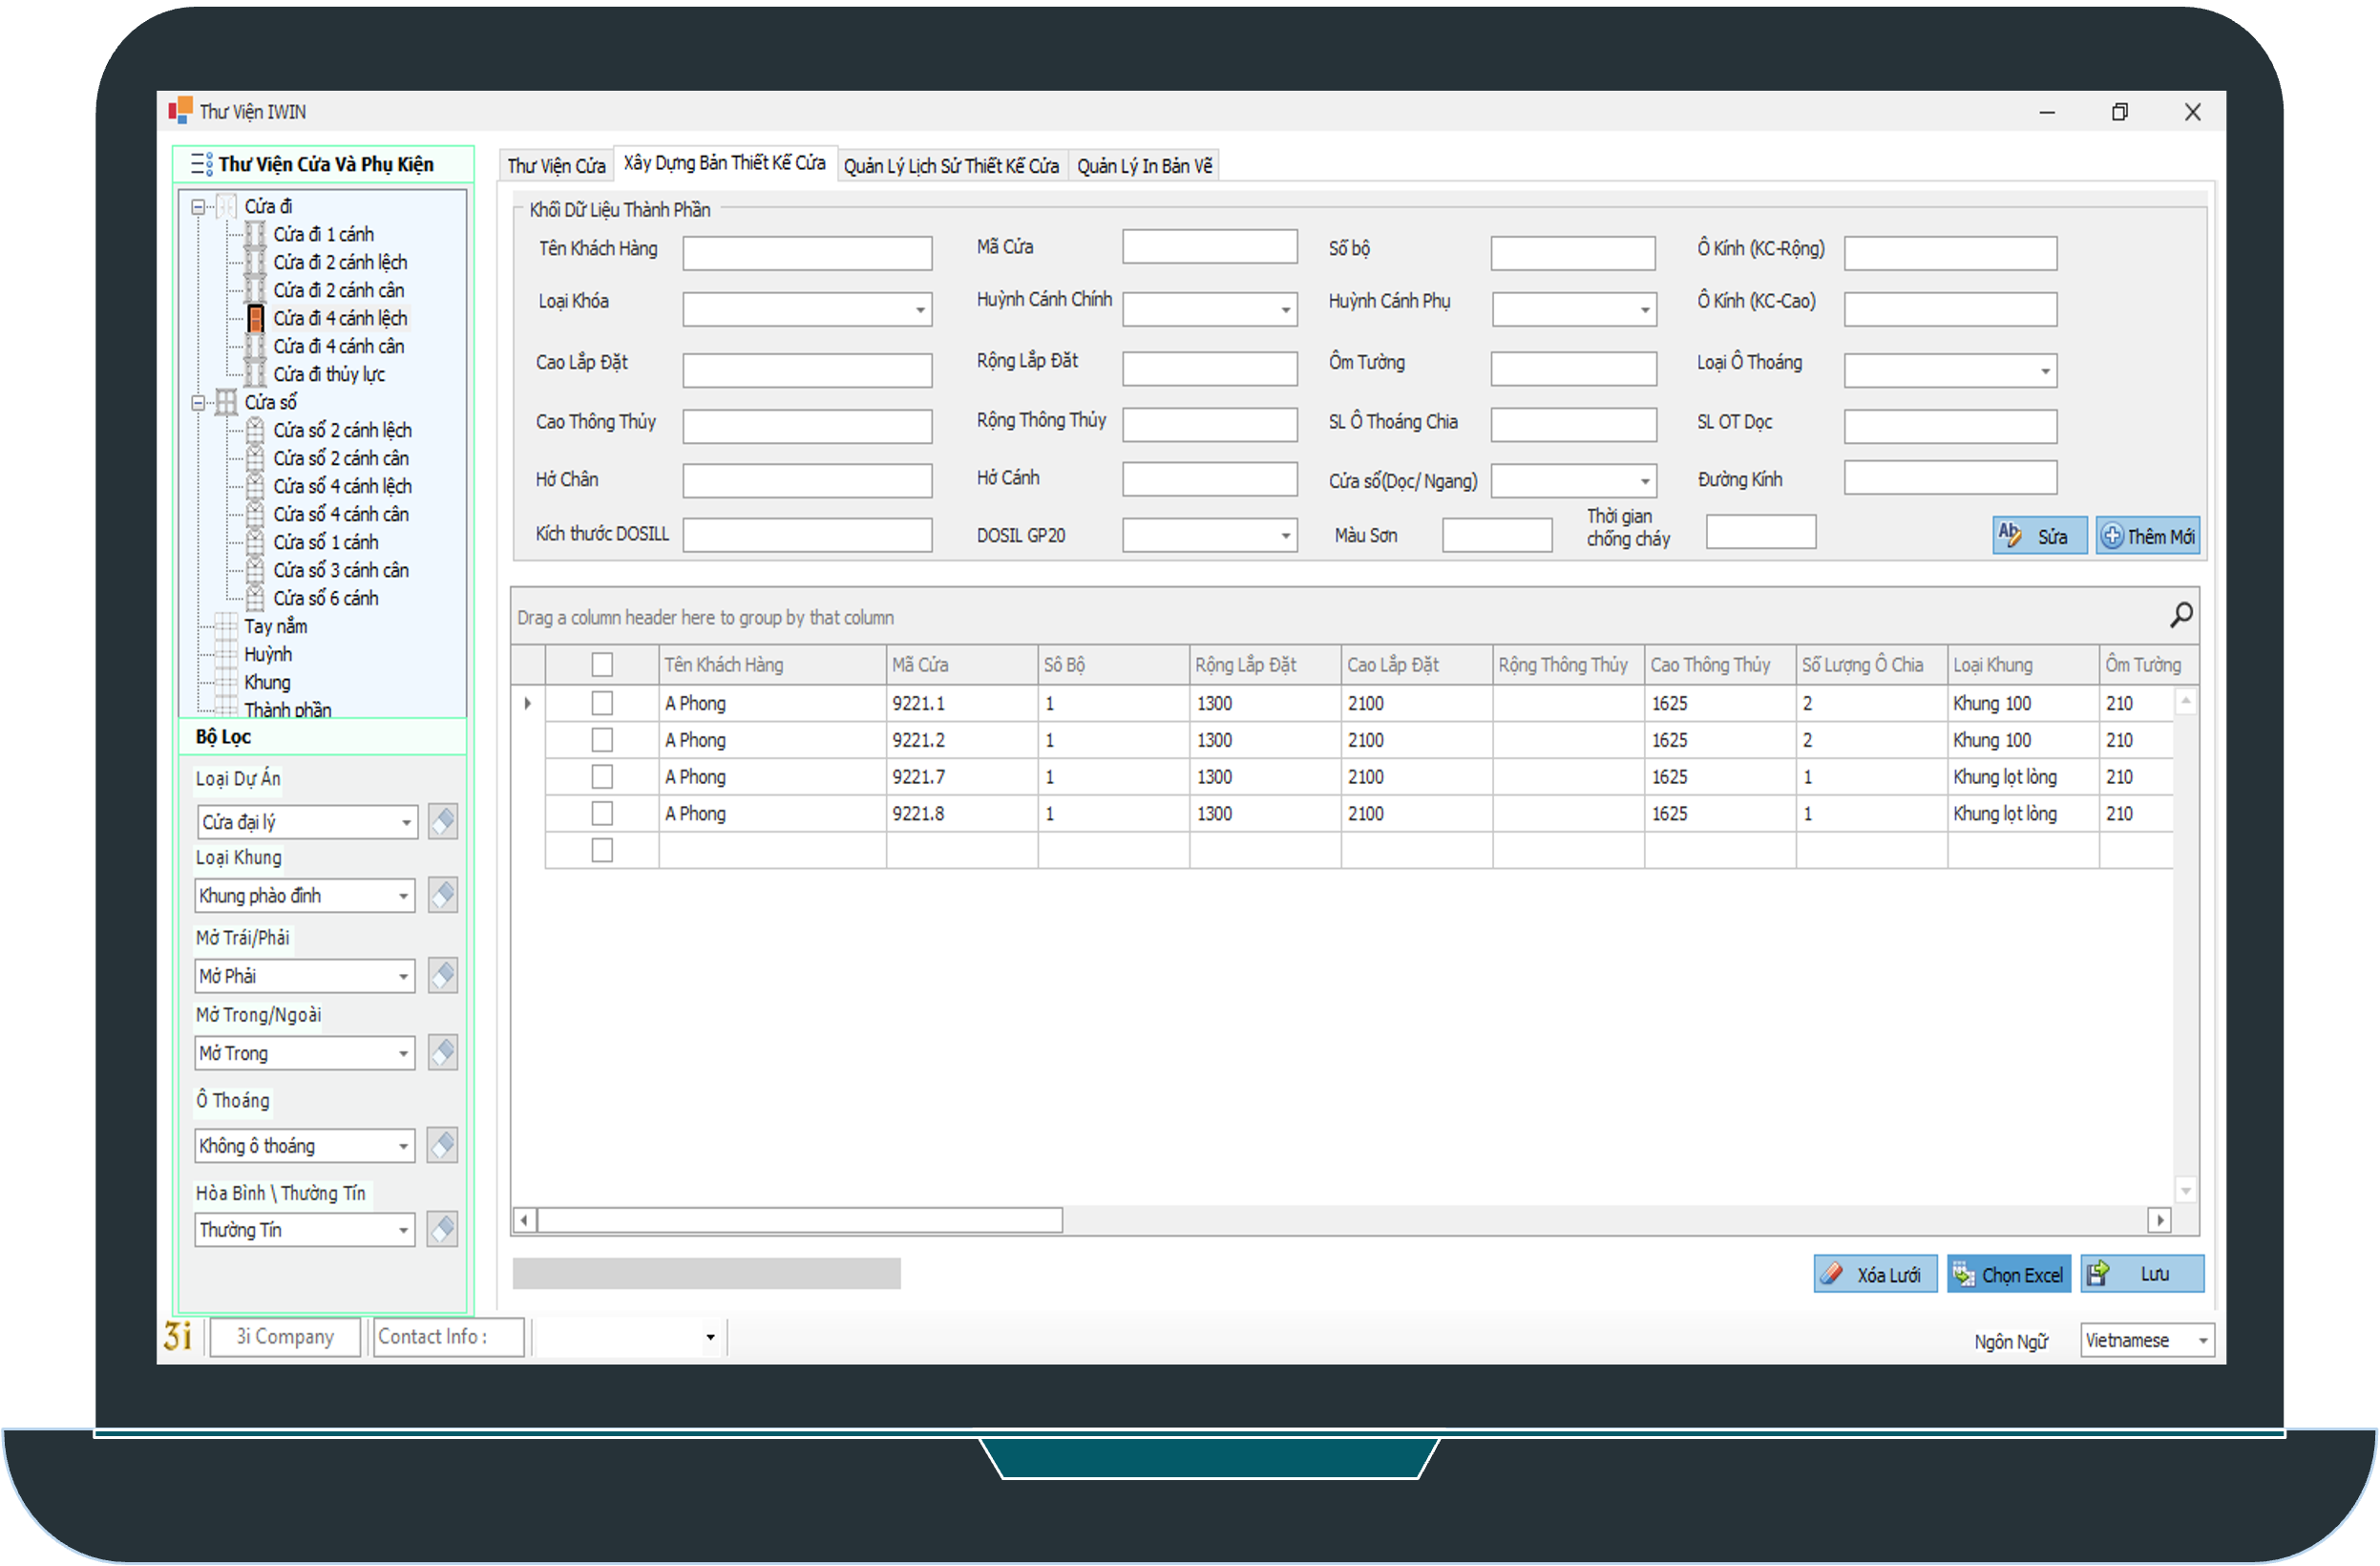 Thư Viện IWIN
Thư Viện Cửa Và Phụ Kiện
Cửa đi
Cửa đi 1 cánh
Cửa đi 2 cánh lệch
Cửa đi 2 cánh cân
Cửa đi 4 cánh lệch
Cửa đi 4 cánh cân
Cửa đi thủy lực
Cửa sổ
Cửa sổ 2 cánh lệch
Cửa sổ 2 cánh cân
Cửa sổ 4 cánh lệch
Cửa sổ 4 cánh cân
Cửa sổ 1 cánh
Cửa sổ 3 cánh cân
Cửa sổ 6 cánh
Tay nắm
Huỳnh
Khung
Thành phần
Bộ Lọc
Loại Dự Án
Cửa đại lý
Loại Khung
Khung phào đỉnh
Mở Trái/Phải
Mở Phải
Mở Trong/Ngoài
Mở Trong
Ô Thoáng
Không ô thoáng
Hòa Bình \ Thường Tín
Thường Tín
Thư Viện Cửa Xây Dựng Bản Thiết Kế Cửa Quản Lý Lịch Sử Thiết Kế Cửa Quản Lý In Bản Vẽ
Khối Dữ Liệu Thành Phần
Tên Khách Hàng Mã Cửa Số bộ Ô Kính (KC-Rộng)
Loại Khóa Huỳnh Cánh Chính Huỳnh Cánh Phụ Ô Kính (KC-Cao)
Cao Lắp Đặt Rộng Lắp Đặt Ôm Tường Loại Ô Thoáng
Cao Thông Thủy Rộng Thông Thủy SL Ô Thoáng Chia SL OT Dọc
Hở Chân Hở Cánh Cửa sổ(Dọc/ Ngang) Đường Kính
Kích thước DOSILL DOSIL GP20 Màu Sơn Thời gian
chống cháy
Sửa Thêm Mới
Drag a column header here to group by that column
Tên Khách Hàng Mã Cửa Sô Bộ Rộng Lắp Đặt Cao Lắp Đặt Rộng Thông Thủy Cao Thông Thủy Số Lượng Ô Chia Loại Khung Ôm Tường
A Phong 9221.1 1 1300 2100 1625 2 Khung 100 210
A Phong 9221.2 1 1300 2100 1625 2 Khung 100 210
A Phong 9221.7 1 1300 2100 1625 1 Khung lọt lòng 210
A Phong 9221.8 1 1300 2100 1625 1 Khung lọt lòng 210
Xóa Lưới Chọn Excel Lưu
3i 3i Company Contact Info : Ngôn Ngữ Vietnamese